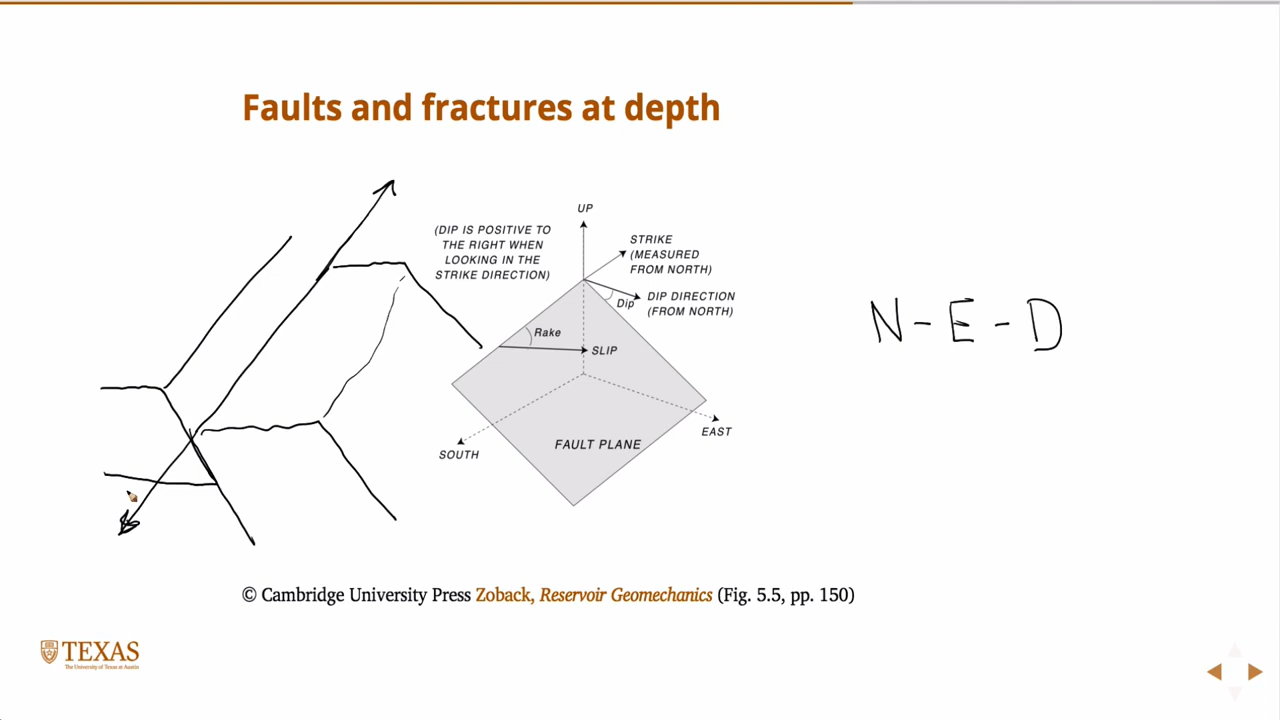 Faults and fractures at depth
UP
(DIP IS POSITIVE TO
THE RIGHT WHEN
LOOKING IN THE
STRIKE DIRECTION)
STRIKE
(MEASURED
FROM NORTH)
Dip
DIP DIRECTION
(FROM NORTH)
N-E-D
Rake
SLIP
EAST
FAULT PLANE
SOUTH
© Cambridge University Press Zoback, Reservoir Geomechanics (Fig. 5.5, pp. 150)
TEXAS
The University of Texas at Austin